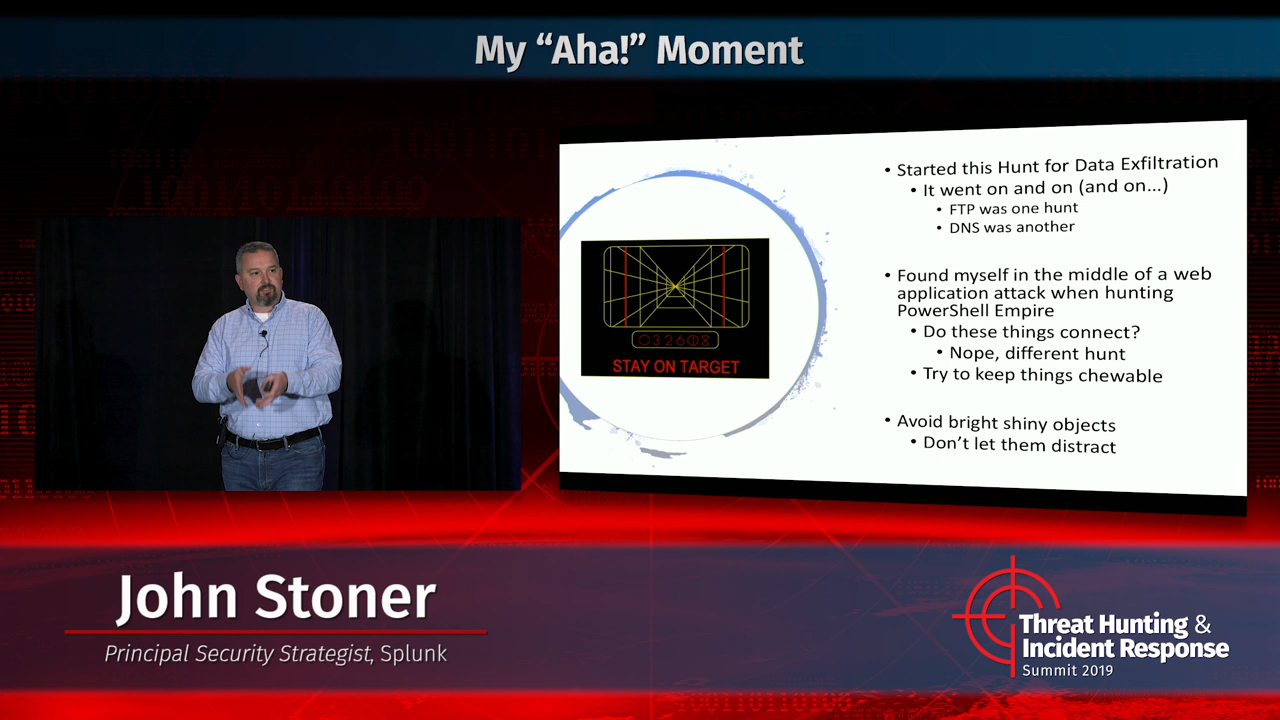 My “Aha!” Moment
• Started this Hunt for Data Exfiltration
• It went on and on (and on...)
• FTP was one hunt
• DNS was another
• Found myself in the middle of a web
application attack when hunting
PowerShell Empire
• Do these things connect?
• Nope, different hunt
• Try to keep things chewable
• Avoid bright shiny objects
• Don’t let them distract
STAY ON TARGET
John Stoner
Principal Security Strategist, Splunk
Threat Hunting &
Incident Response
Summit 2019